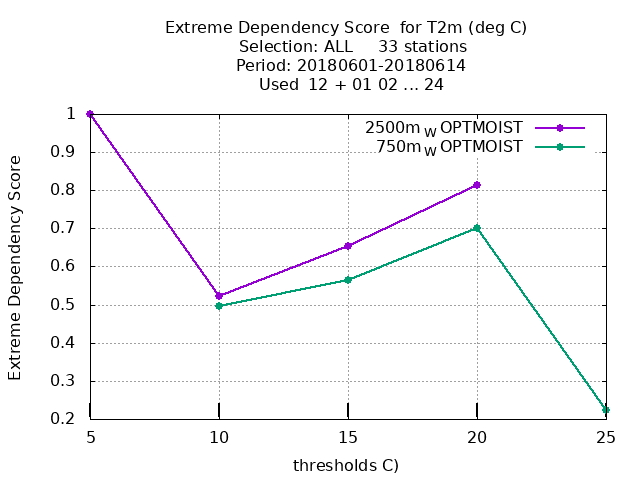 Extreme Dependency Score  for T2m (deg C)
Selection: ALL     33 stations
Period: 20180601-20180614
Used  12 + 01 02 ... 24
2500m W OPTMOIST
750m W OPTMOIST
Extreme Dependency Score
1
0.9
0.8
0.7
0.6
0.5
0.4
0.3
0.2
5 10 15 20 25
thresholds C)